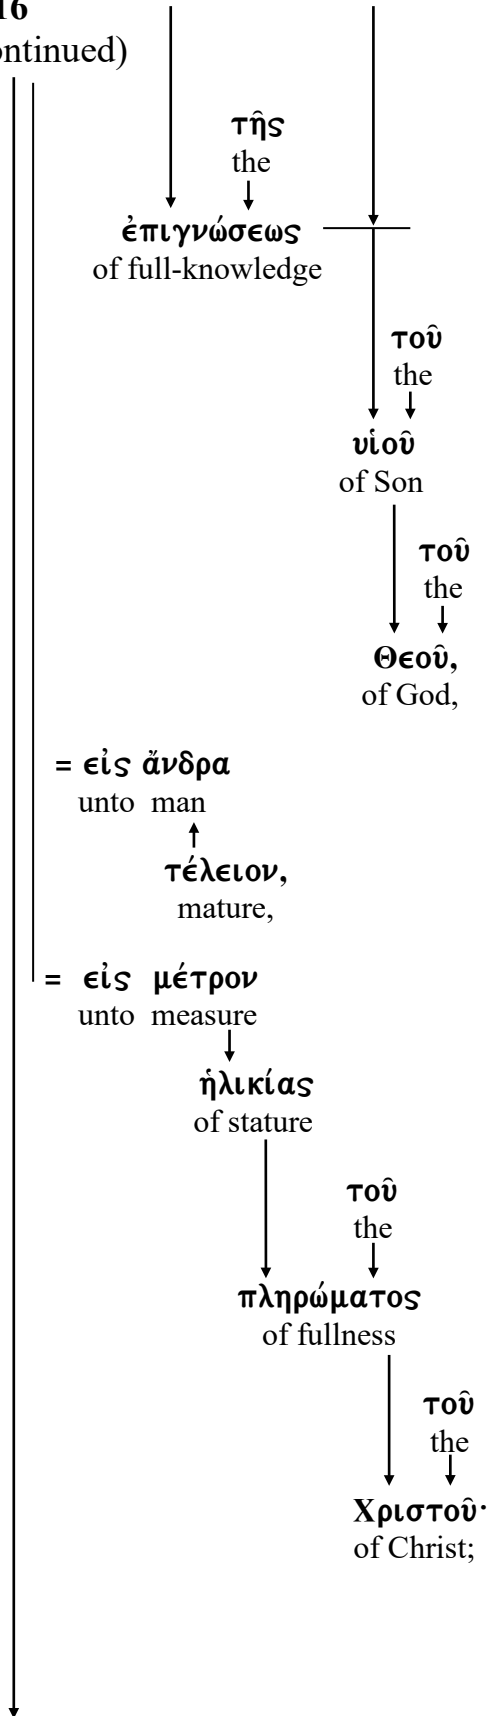 16
ontinued)
τῆς
the
ἐπιγνώσεως
of full-knowledge
τοῦ
the
υἱοῦ
of Son
τοῦ
the
Θεοῦ,
of God,
= εἰς ἄνδρα
unto man
τέλειον,
mature,
= εἰς μέτρον
unto measure
ἡλικίας
of stature
τοῦ
the
πληρώματος
of fullness
τοῦ
the
Χριστοῦ·
of Christ;